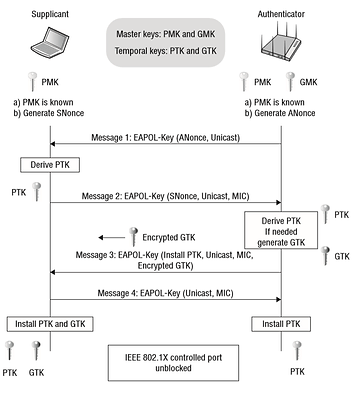 Supplicant
Authenticator
Master keys: PMK and GMK
Temporal keys: PTK and GTK
PMK
PMK
GMK
a) PMK is known
b) Generate SNonce
a) PMK is known
b) Generate ANonce
Message 1: EAPOL-Key (ANonce, Unicast)
Derive PTK
PTK
Message 2: EAPOL-Key (SNonce, Unicast, MIC)
PTK
Derive PTK
If needed
generate GTK
Encrypted GTK
GTK
Message 3: EAPOL-Key (Install PTK, Unicast, MIC,
Encrypted GTK)
Message 4: EAPOL-Key (Unicast, MIC)
Install PTK and GTK
Install PTK
IEEE 802.1X controlled port
unblocked
PTK
GTK
PTK